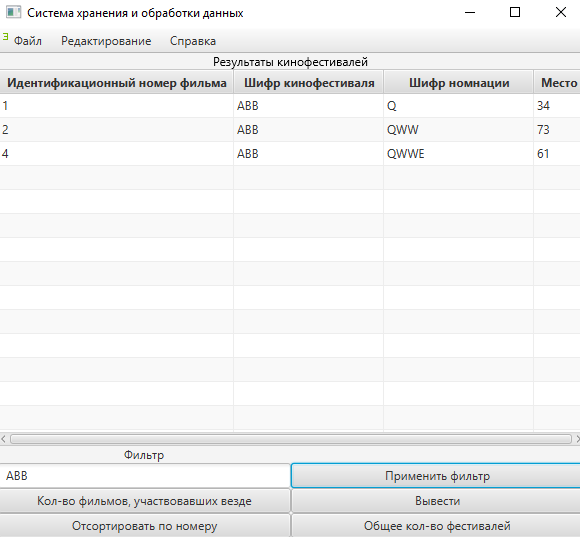 Система хранения и обработки данных
Файл Редактирование Справка
Результаты кинофестивалей
Идентификационный номер фильма Шифр кинофестиваля Шифр номнации Место
1 ABB Q 34
2 ABB QWW 73
4 ABB QWWE 61
Фильтр
ABB Применить фильтр
Кол-во фильмов, участвовавших везде Вывести
Отсортировать по номеру Общее кол-во фестивалей